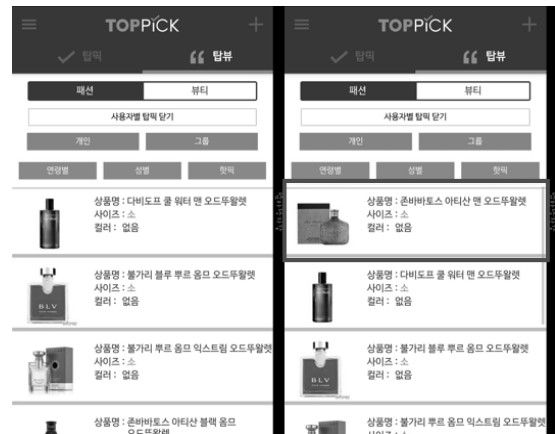 TOPPiCK
탑픽
탑뷰
패션
뷰티
사용자별 탑픽 닫기
개인
그룹
연령별
성별
핫픽
상품명 : 다비도프 쿨 워터 맨 오드뚜왈렛
사이즈 : 소
컬러 : 없음
상품명 : 불가리 블루 뿌르 옴므 오드뚜왈렛
사이즈 : 소
컬러 : 없음
BLV
상품명 : 불가리 뿌르 옴므 익스트림 오드뚜왈렛
사이즈 : 소
컬러 : 없음
상품명 : 존바바토스 아티산 블랙 옴므
오드뚜왈렛
TOPPiCK
탑픽
탑뷰
패션
뷰티
사용자별 탑픽 닫기
개인
그룹
연령별
성별
핫픽
상품명 : 존바바토스 아티산 맨 오드뚜왈렛
사이즈 : 소
컬러 : 없음
상품명 : 다비도프 쿨 워터 맨 오드뚜왈렛
사이즈 : 소
컬러 : 없음
상품명 : 불가리 블루 뿌르 옴므 오드뚜왈렛
사이즈 : 소
컬러 : 없음
BLV
상품명 : 불가리 뿌르 옴므 익스트림 오드뚜왈렛
사이즈 : 소